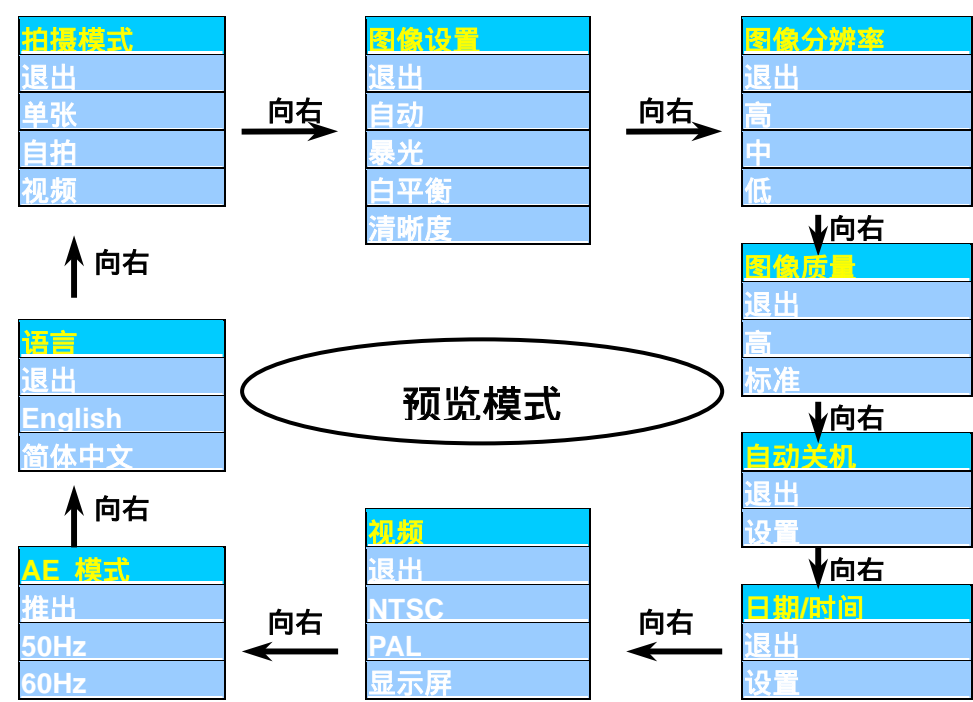 拍摄模式
退出
单张
自拍
视频
向右
图像设置
退出
自动
暴光
白平衡
清晰度
向右
图像分辨率
退出
高
中
低
向右
图像质量
退出
高
标准
向右
自动关机
退出
设置
向右
日期/时间
退出
设置
向右
视频
退出
NTSC
PAL
显示屏
向右
AE 模式
推出
50Hz
60Hz
向右
语言
退出
English
简体中文
向右
预览模式